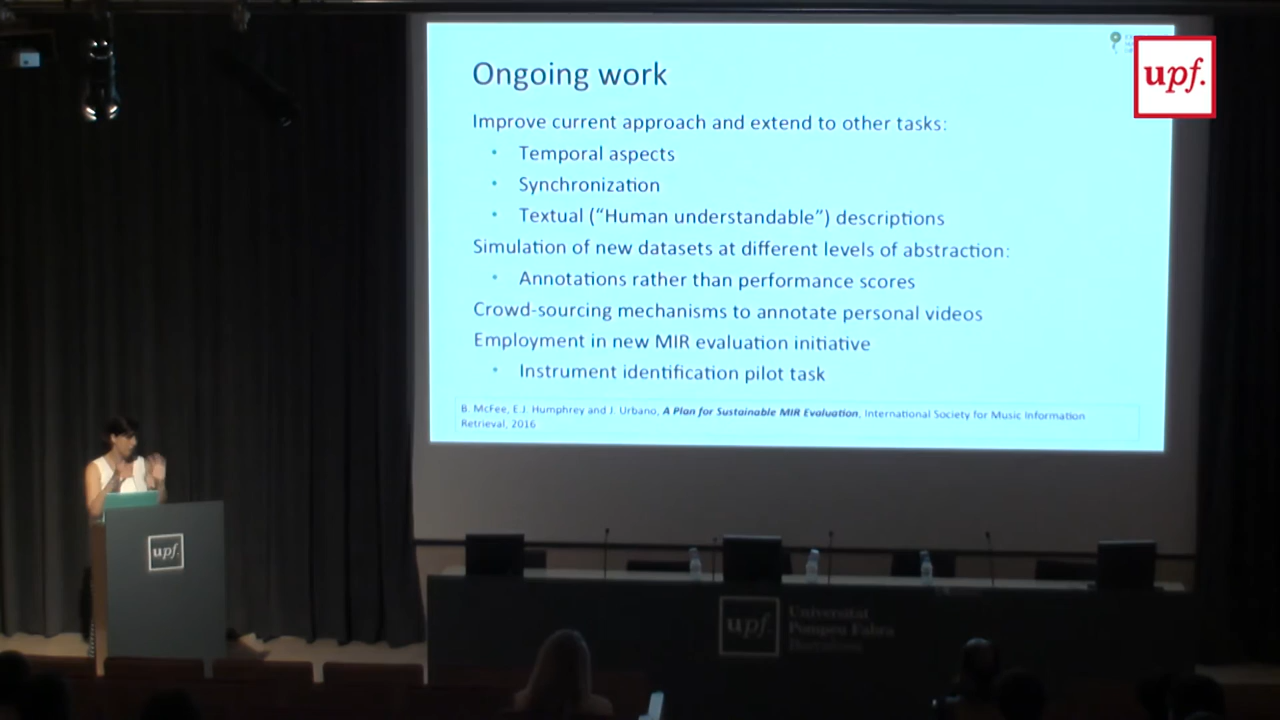 Ongoing work
upf.
Improve current approach and extend to other tasks:
• Temporal aspects
• Synchronization
• Textual (“Human understandable”) descriptions
Simulation of new datasets at different levels of abstraction:
• Annotations rather than performance scores
Crowd-sourcing mechanisms to annotate personal videos
Employment in new MIR evaluation initiative
• Instrument identification pilot task
B. McFee, E.J. Humphrey and J. Urbano, A Plan for Sustainable MIR Evaluation, International Society for Music Information
Retrieval, 2016
upf.
upf.
Universitat
Pompeu Fabra
Barcelona